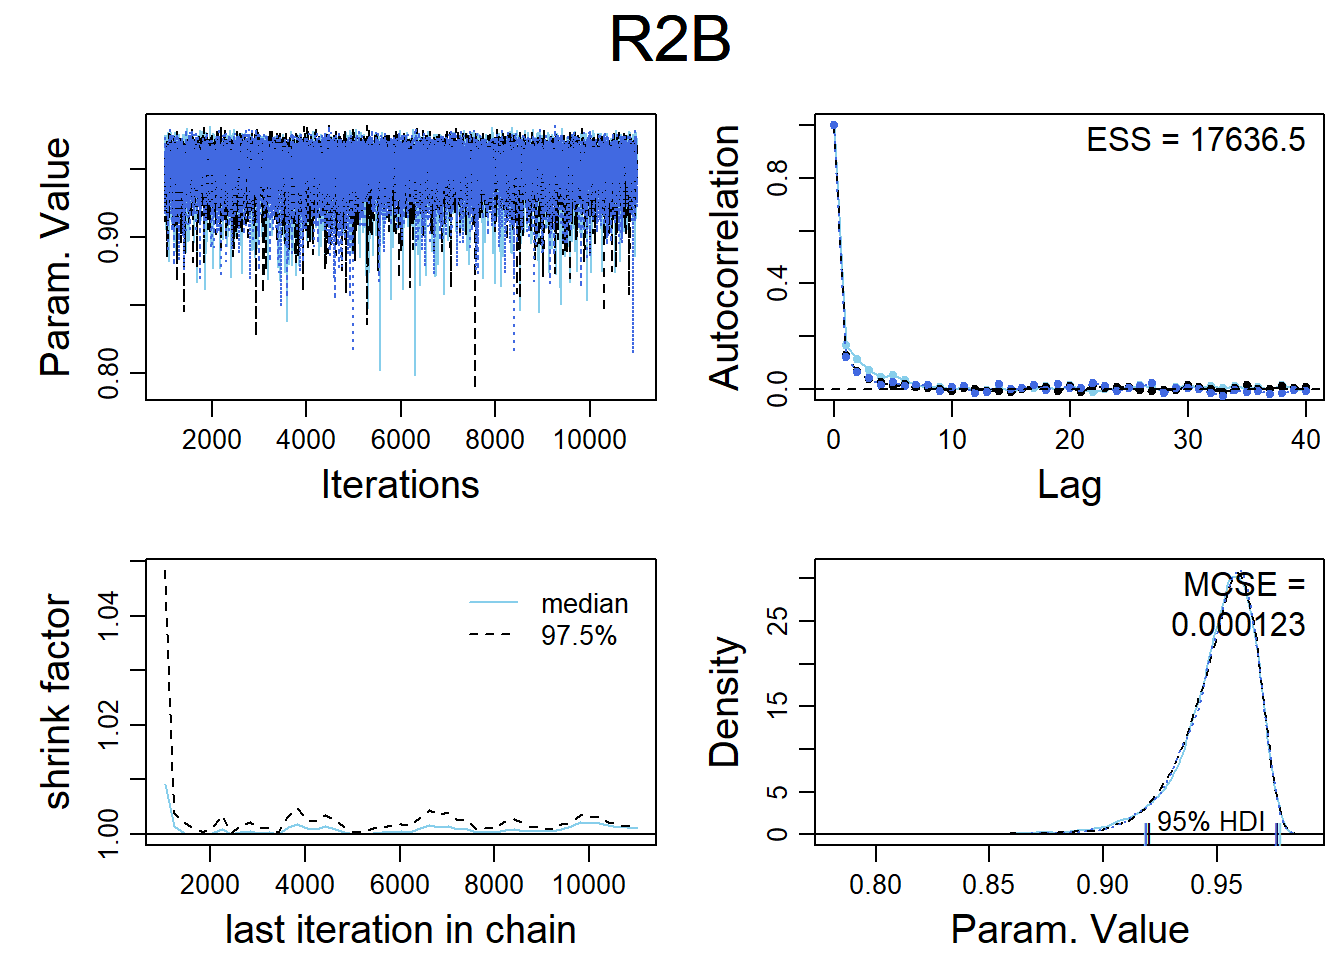 R2B
Param. Value
0.80
0.90
2000
4000
6000
8000
10000
Iterations
Autocorrelation
0.0
0.4
0.8
ESS = 17636.5
0
10
20
30
40
Lag
shrink factor
1.00
1.02
1.04
median
97.5%
2000
4000
6000
8000
10000
last iteration in chain
Density
0
5
15
25
MCSE =
0.000123
95% HDI
0.80
0.85
0.90
0.95
Param. Value